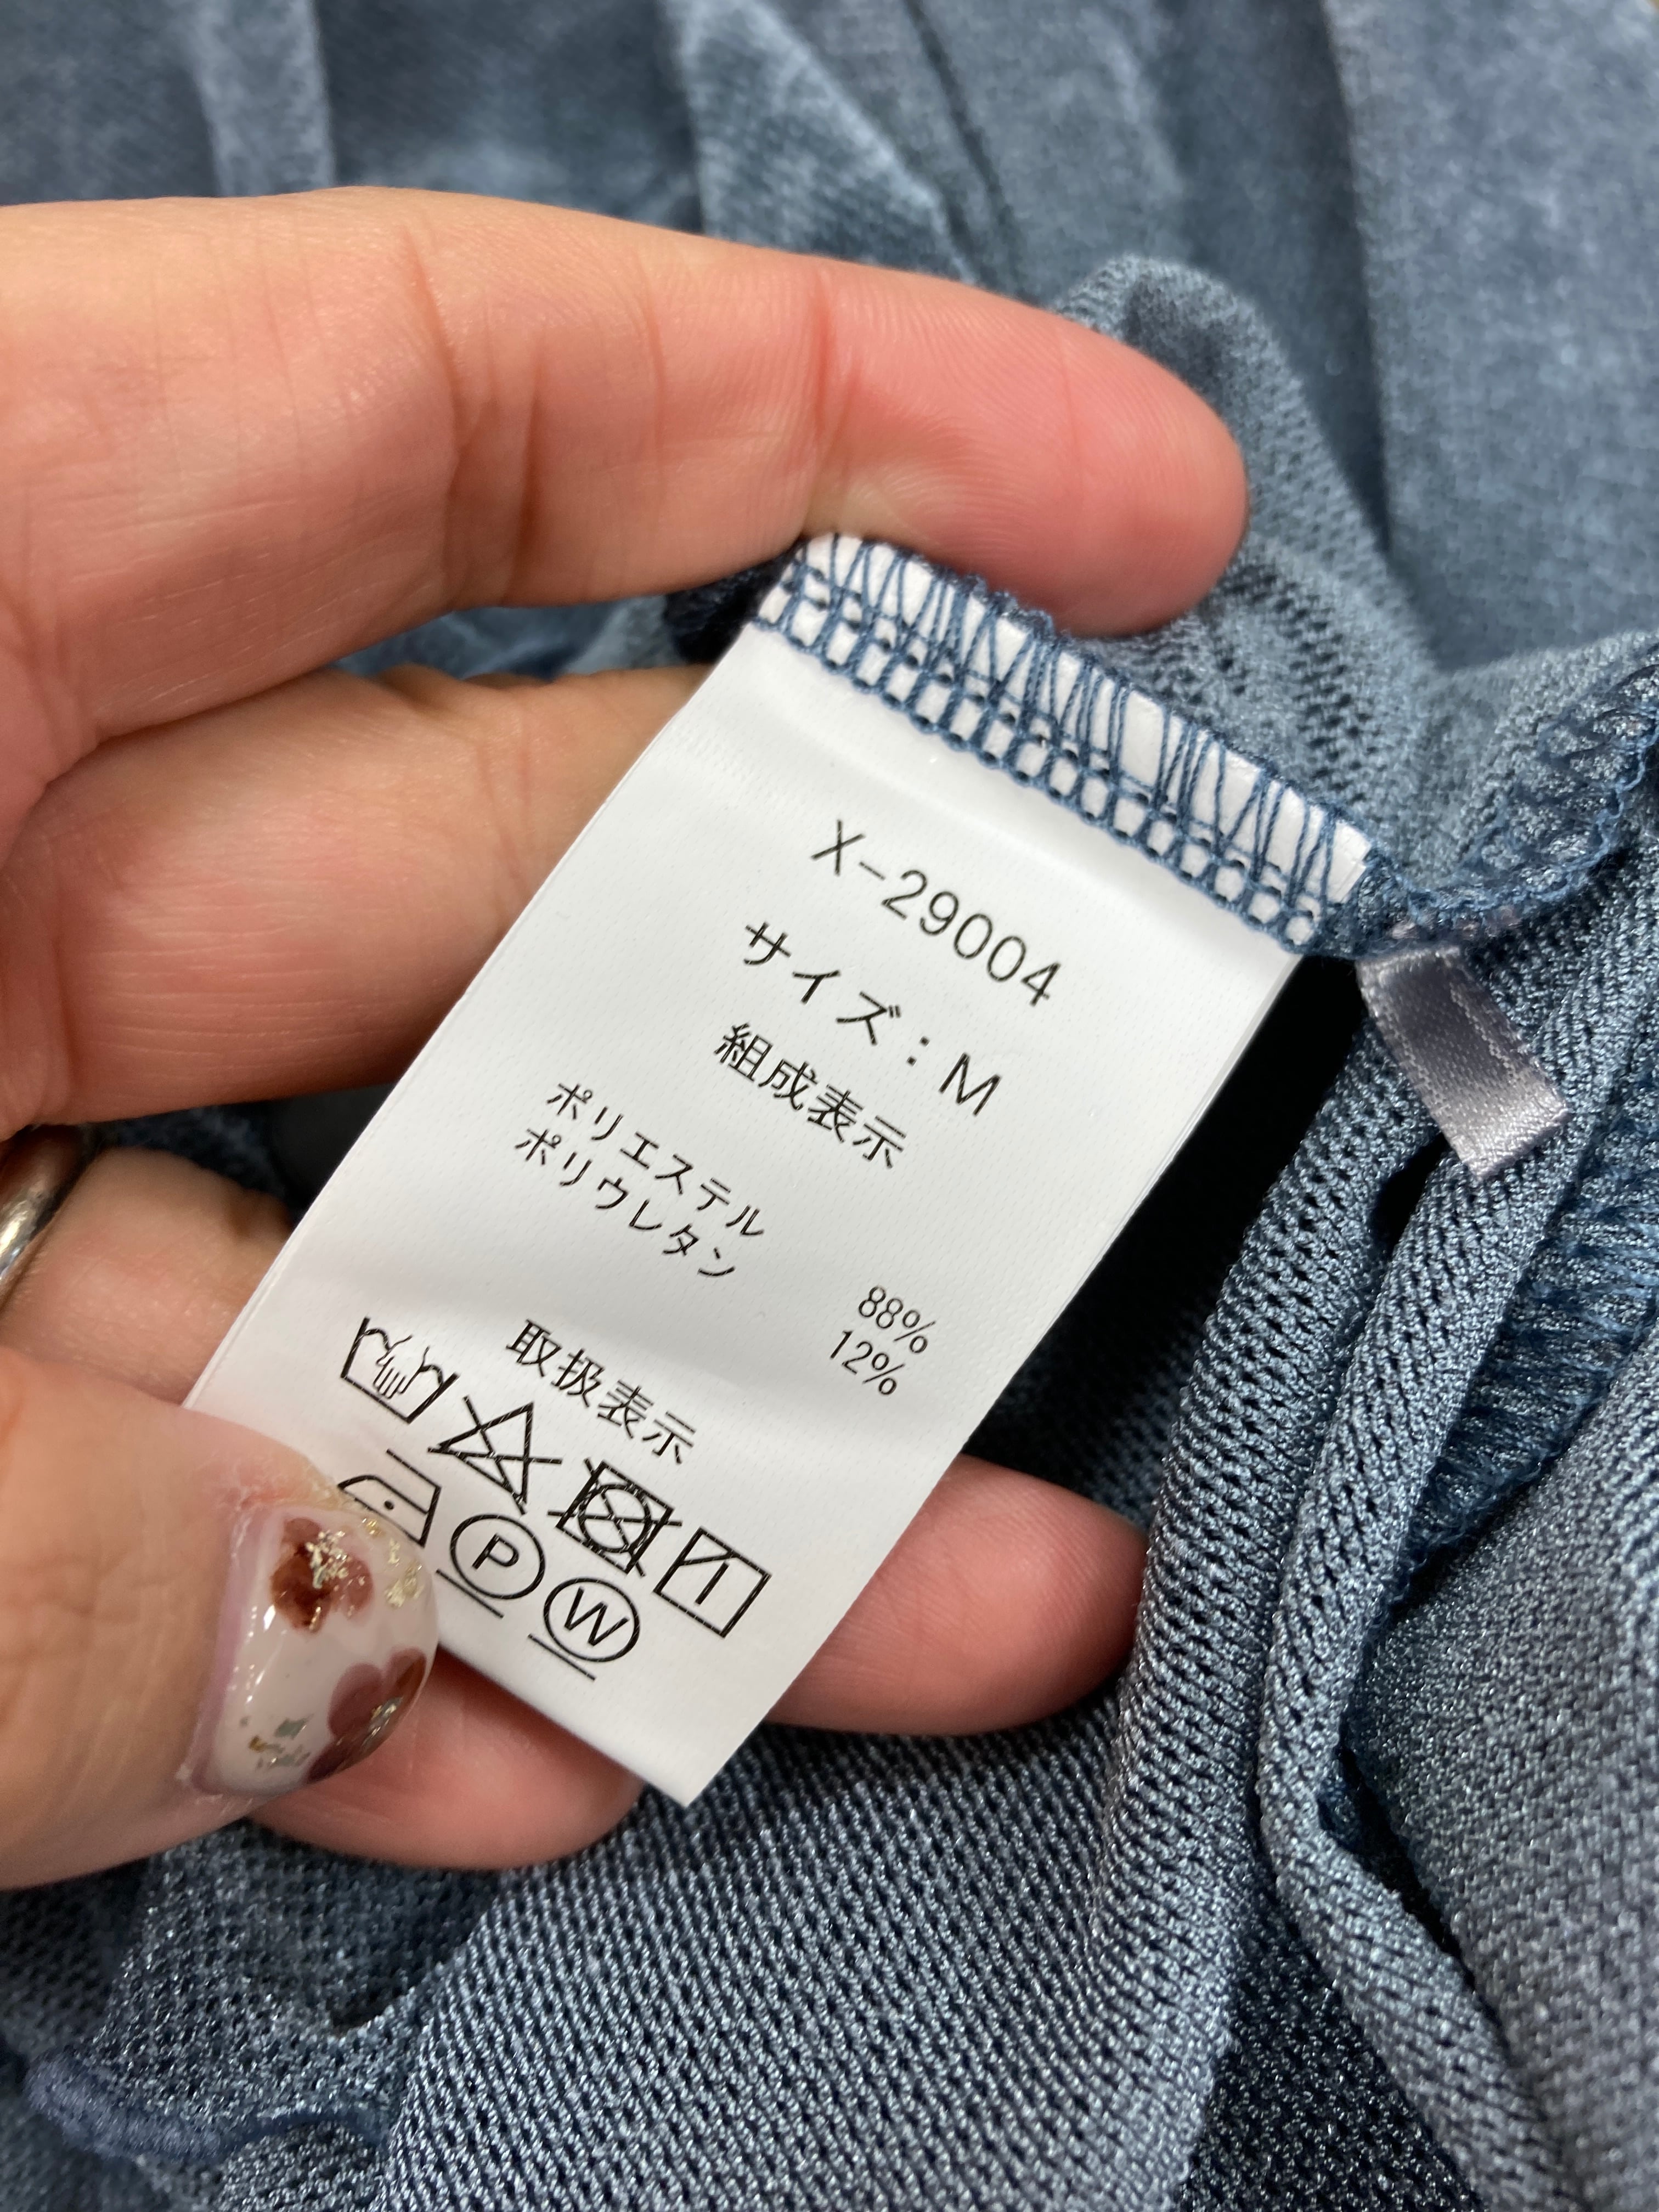 X-29004
サイズ:M
組成表示
ポリエステル 88%
ポリウレタン 12%
取扱表示
P
W